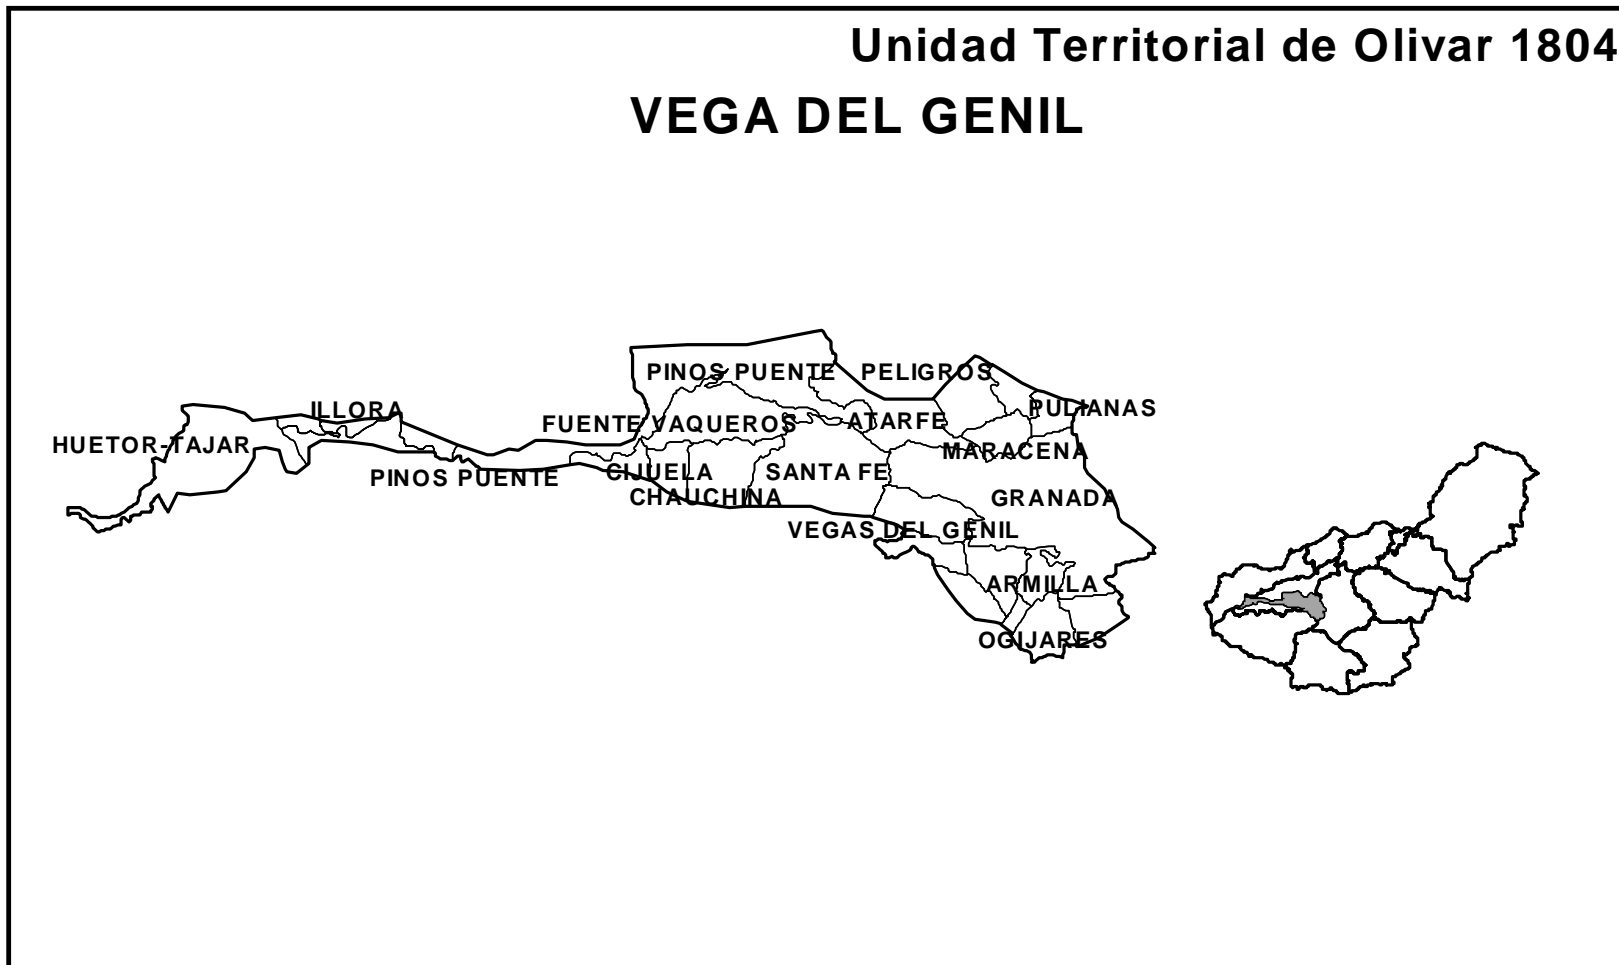 Unidad Territorial de Olivar 1804
VEGA DEL GENIL
PINOS PUENTE
PELIGROS
ILLORA
PULIANAS
FUENTE VAQUEROS
ATARFE
HUETOR-TAJAR
MARACENA
PINOS PUENTE
CIJUELA
SANTA FE
CHAUCHINA
GRANADA
VEGAS DEL GENIL
ARMILLA
OGIJARES